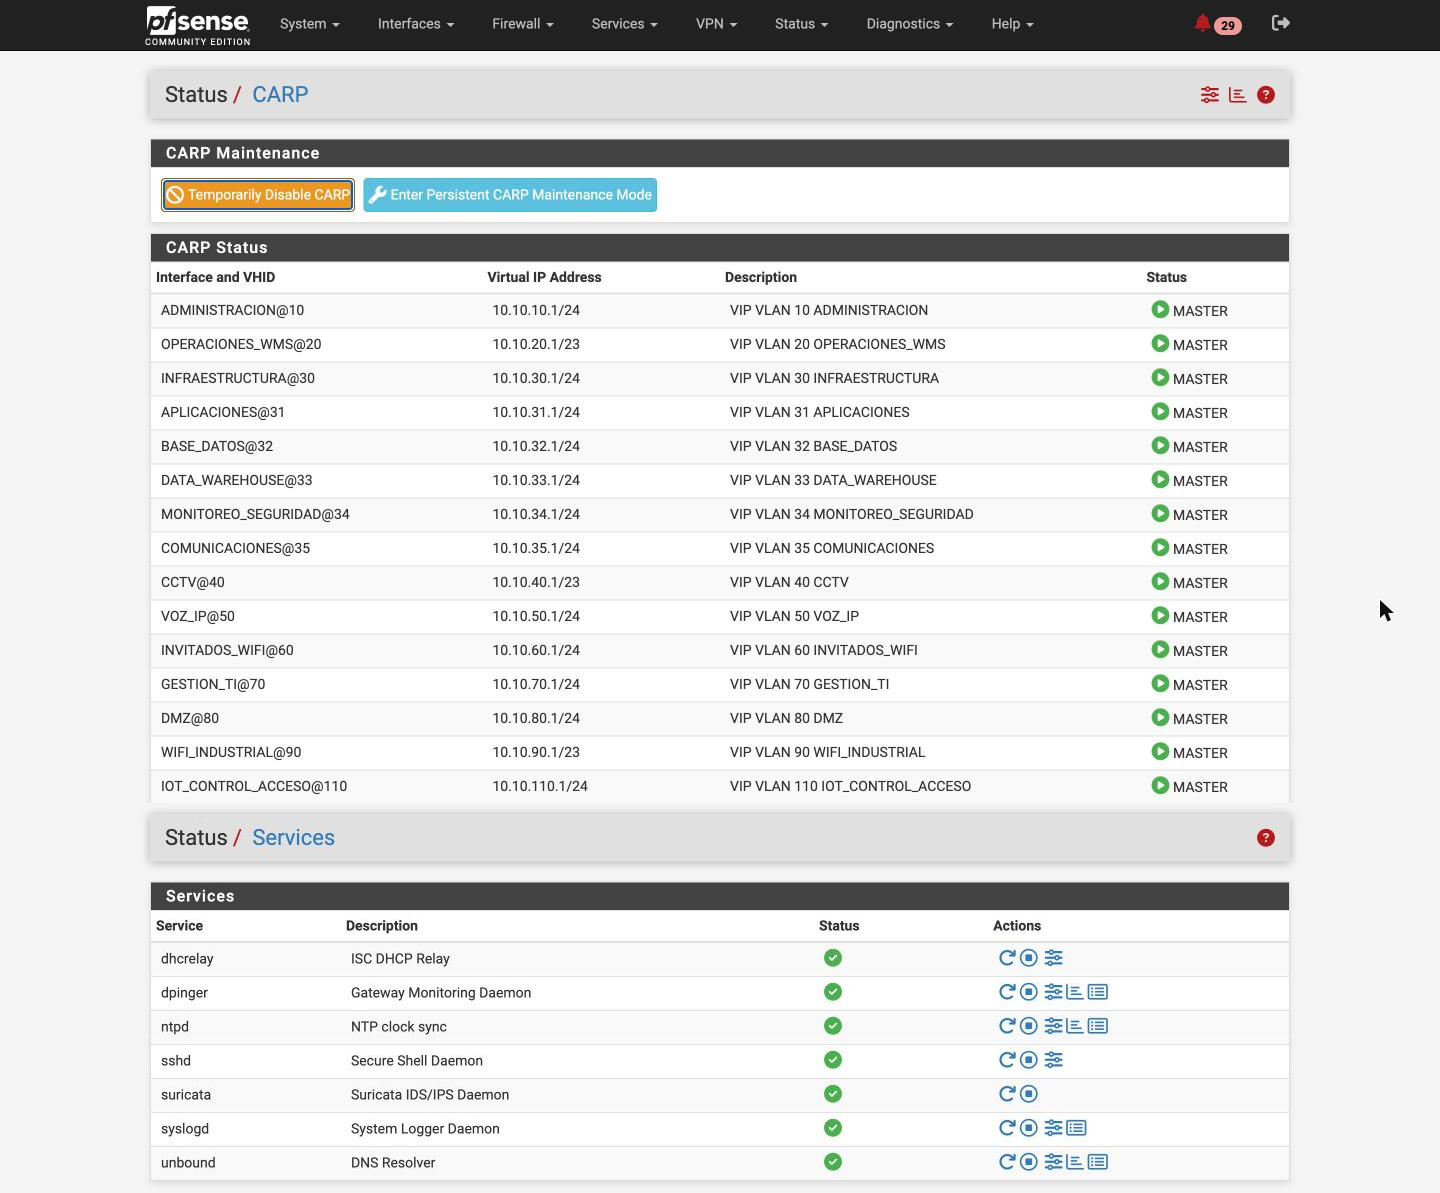 pfsense System Interfaces Firewall Services VPN Status Diagnostics Help 29
COMMUNITY EDITION
Status / CARP
CARP Maintenance
Temporarily Disable CARP Enter Persistent CARP Maintenance Mode
CARP Status
Interface and VHID Virtual IP Address Description Status
ADMINISTRACION@10 10.10.10.1/24 VIP VLAN 10 ADMINISTRACION MASTER
OPERACIONES_WMS@20 10.10.20.1/23 VIP VLAN 20 OPERACIONES_WMS MASTER
INFRAESTRUCTURA@30 10.10.30.1/24 VIP VLAN 30 INFRAESTRUCTURA MASTER
APLICACIONES@31 10.10.31.1/24 VIP VLAN 31 APLICACIONES MASTER
BASE_DATOS@32 10.10.32.1/24 VIP VLAN 32 BASE_DATOS MASTER
DATA_WAREHOUSE@33 10.10.33.1/24 VIP VLAN 33 DATA_WAREHOUSE MASTER
MONITOREO_SEGURIDAD@34 10.10.34.1/24 VIP VLAN 34 MONITOREO_SEGURIDAD MASTER
COMUNICACIONES@35 10.10.35.1/24 VIP VLAN 35 COMUNICACIONES MASTER
CCTV@40 10.10.40.1/23 VIP VLAN 40 CCTV MASTER
VOZ_IP@50 10.10.50.1/24 VIP VLAN 50 VOZ_IP MASTER
INVITADOS_WIFI@60 10.10.60.1/24 VIP VLAN 60 INVITADOS_WIFI MASTER
GESTION_TI@70 10.10.70.1/24 VIP VLAN 70 GESTION_TI MASTER
DMZ@80 10.10.80.1/24 VIP VLAN 80 DMZ MASTER
WIFI_INDUSTRIAL@90 10.10.90.1/23 VIP VLAN 90 WIFI_INDUSTRIAL MASTER
IOT_CONTROL_ACCESO@110 10.10.110.1/24 VIP VLAN 110 IOT_CONTROL_ACCESO MASTER
Status / Services
Services
Service Description Status Actions
dhcrelay ISC DHCP Relay
dpinger Gateway Monitoring Daemon
ntpd NTP clock sync
sshd Secure Shell Daemon
suricata Suricata IDS/IPS Daemon
syslogd System Logger Daemon
unbound DNS Resolver